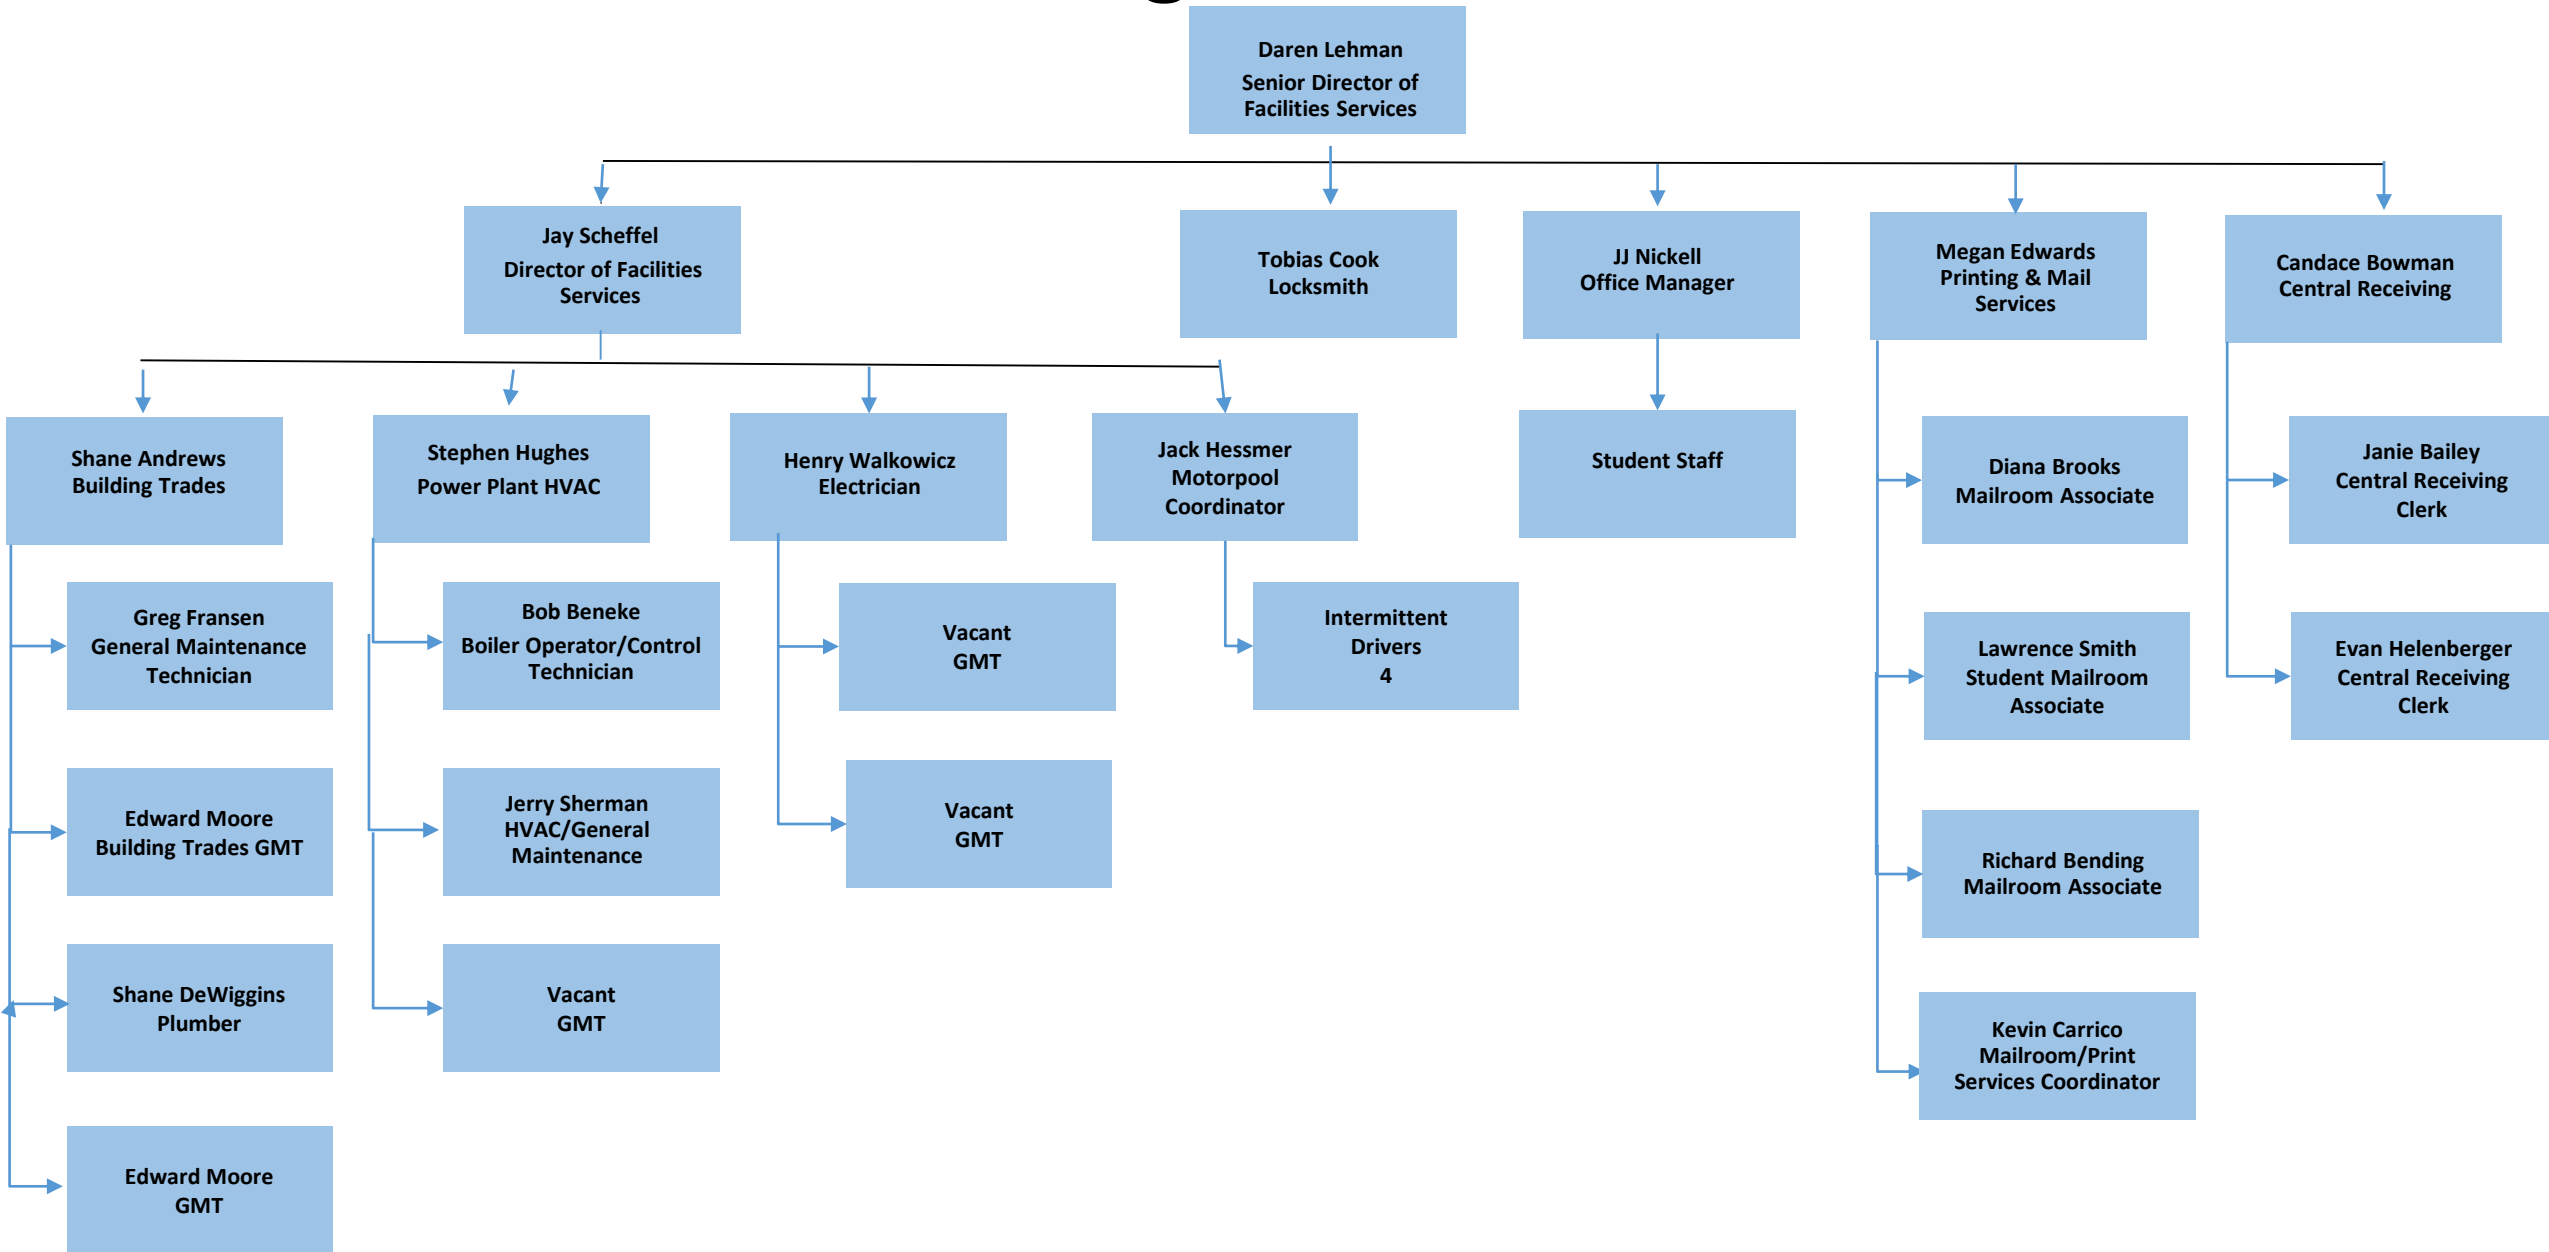 Daren Lehman
Senior Director of
Facilities Services
Jay Scheffel
Director of Facilities
Services
Tobias Cook
Locksmith
JJ Nickell
Office Manager
Megan Edwards
Printing & Mail
Services
Candace Bowman
Central Receiving
Shane Andrews
Building Trades
Stephen Hughes
Power Plant HVAC
Henry Walkowicz
Electrician
Jack Hessmer
Motorpool
Coordinator
Student Staff
Diana Brooks
Mailroom Associate
Janie Bailey
Central Receiving
Clerk
Greg Fransen
General Maintenance
Technician
Bob Beneke
Boiler Operator/Control
Technician
Vacant
GMT
Intermittent
Drivers
4
Lawrence Smith
Student Mailroom
Associate
Evan Helenberger
Central Receiving
Clerk
Edward Moore
Building Trades GMT
Jerry Sherman
HVAC/General
Maintenance
Vacant
GMT
Richard Bending
Mailroom Associate
Shane DeWiggins
Plumber
Vacant
GMT
Kevin Carrico
Mailroom/Print
Services Coordinator
Edward Moore
GMT